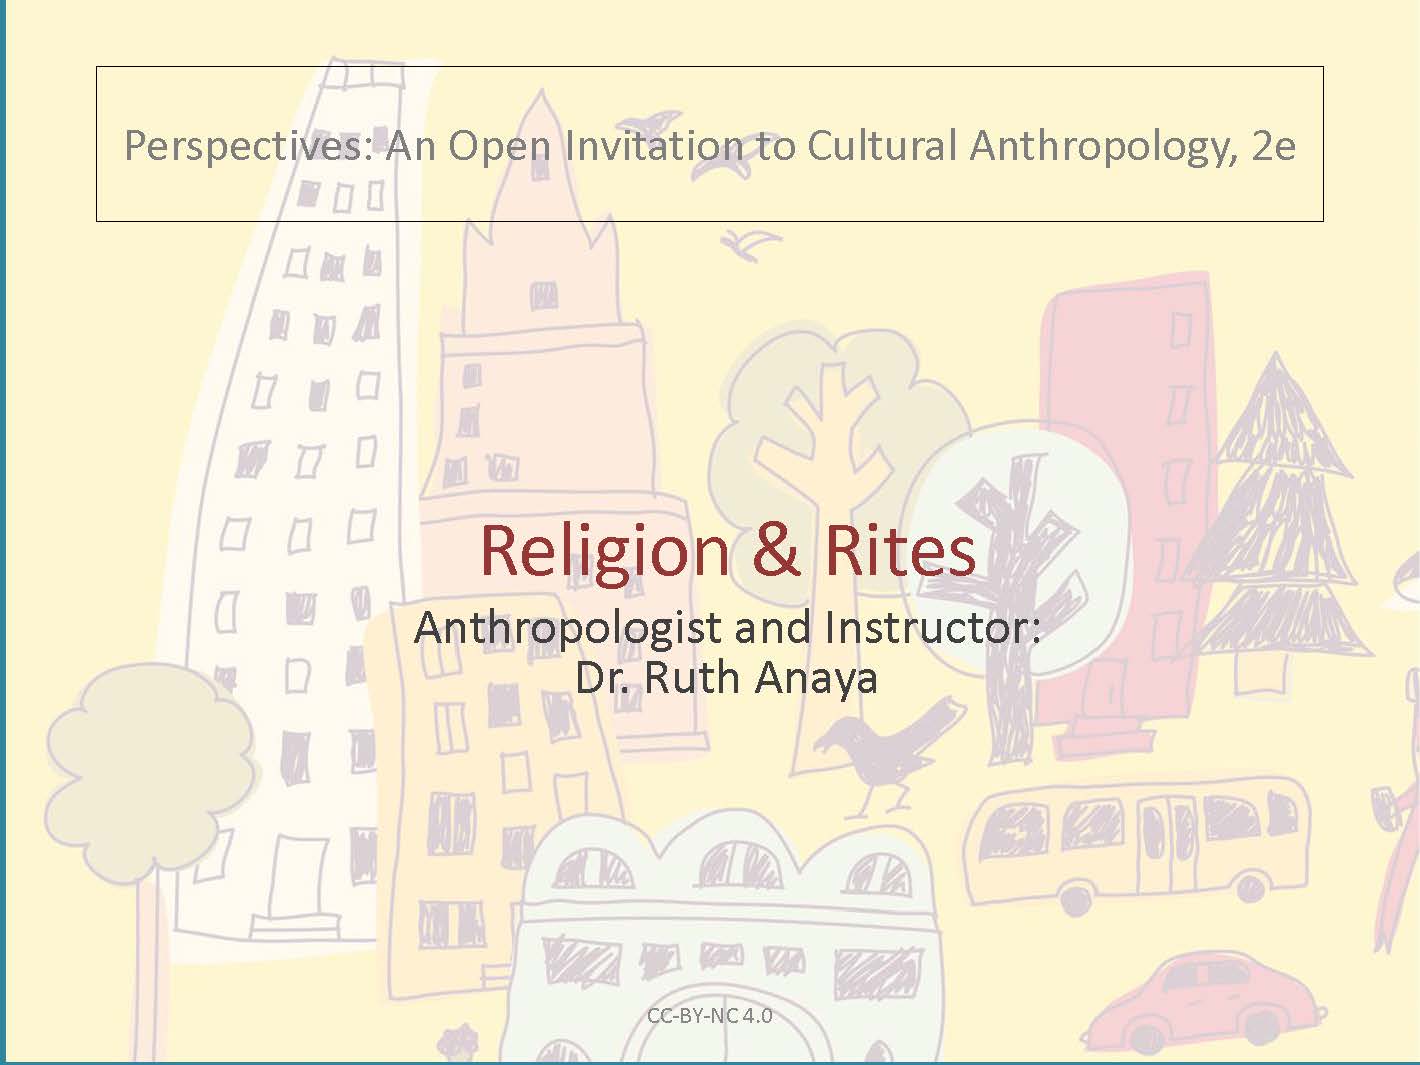 Perspectives: An Open Invitation to Cultural Anthropology, 2e
Religion & Rites
Anthropologist and Instructor:
Dr. Ruth Anaya
CC-BY-NC 4.0